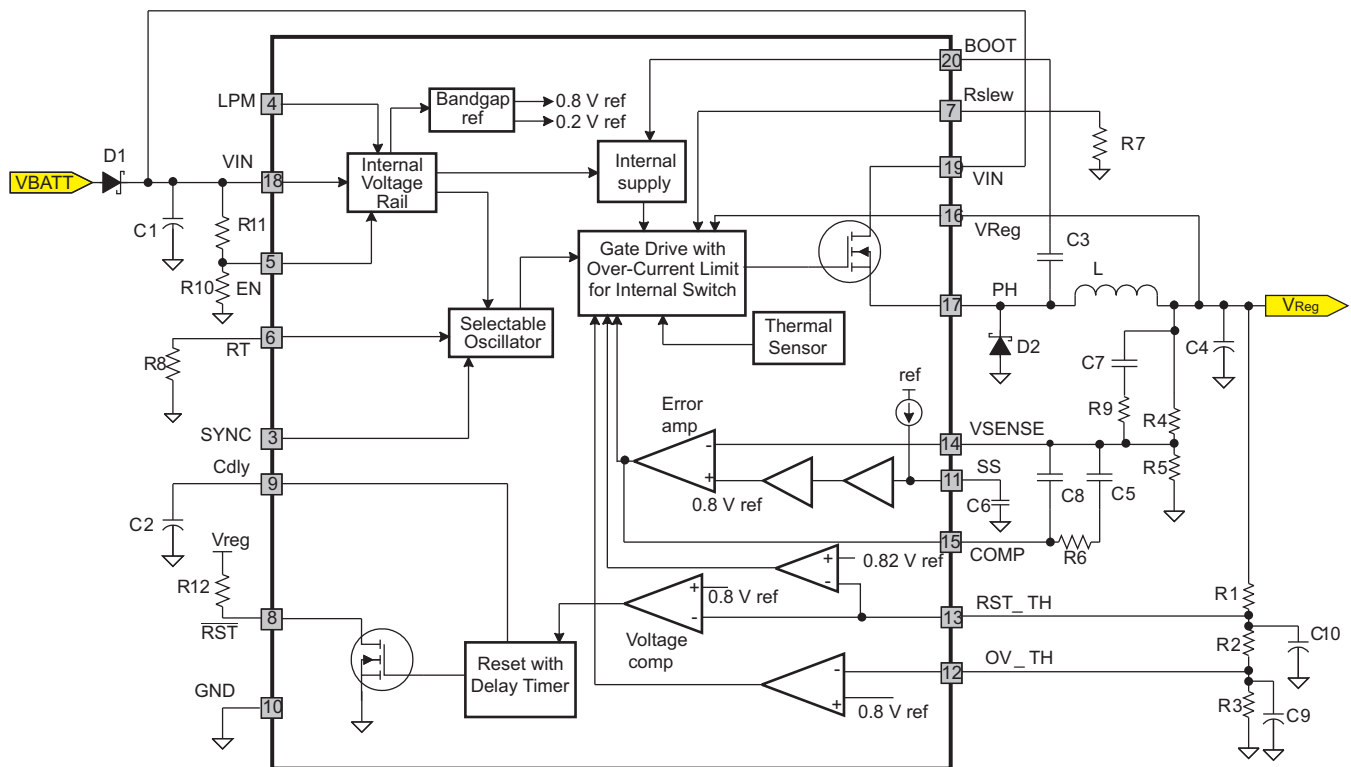 BOOT
20
LPM
4
Bandgap
ref
0.8 V ref
0.2 V ref
Rslew
7
R7
D1
VBATT
VIN
18
Internal
Voltage
Rail
Internal
supply
19
VIN
C1
R11
16
VReg
C3
5
R10
EN
Gate Drive with
Over-Current Limit
for Internal Switch
17
PH
L
VReg
6
RT
R8
Selectable
Oscillator
Thermal
Sensor
D2
C7
C4
ref
R9
R4
SYNC
3
Error
amp
-
+
14
VSENSE
Cdly
9
0.8 V ref
11
SS
C6
C8
C5
R5
C2
15
COMP
R6
Vreg
R12
+
-
0.82 V ref
R1
RST
8
+
-
0.8 V ref
Voltage
comp
13
RST_TH
C10
R2
Reset with
Delay Timer
12
OV_TH
-
+
0.8 V ref
GND
10
R3
C9